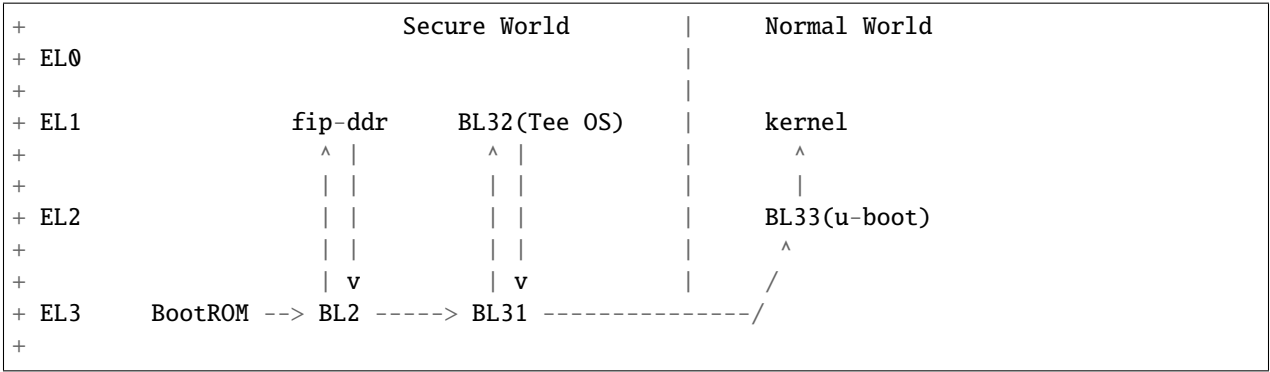 +                       Secure World       |     Normal World
+ EL0                                      |
+                                          |
+ EL1             fip-ddr     BL32(Tee OS) |     kernel
+                   ^ |         ^ |        |       ^
+                   | |         | |        |       |
+ EL2               | |         | |        |     BL33(u-boot)
+                   | |         | |        |      ^
+                   | v         | v        |     /
+ EL3     BootROM --> BL2 -----> BL31 ---------------/
+